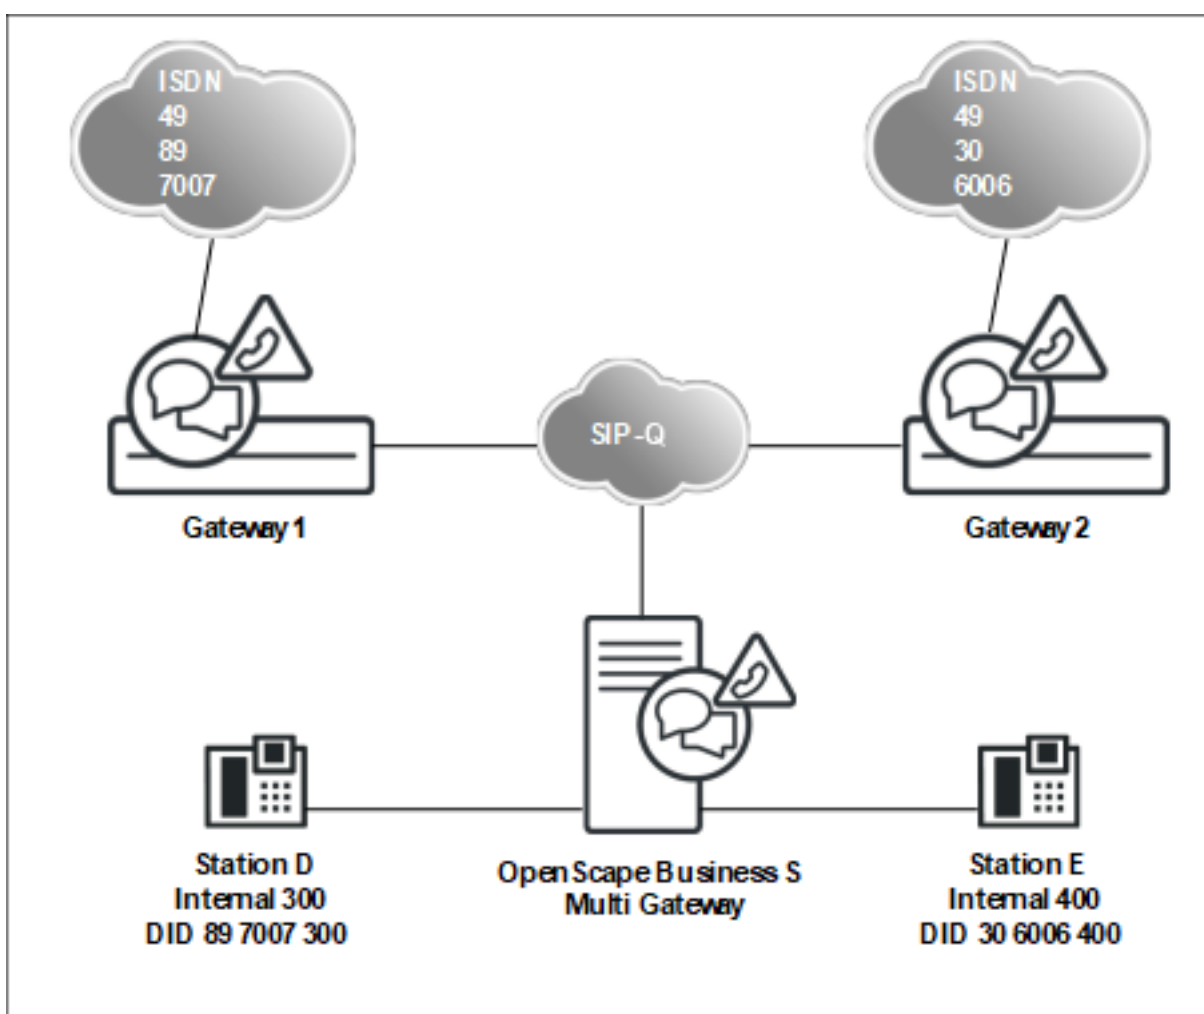 ISDN
49
89
7007
ISDN
49
30
6006
SIP-Q
Gateway 1
Gateway 2
Station D
Internal 300
DID 89 7007 300
OpenScape Business S
Multi Gateway
Station E
Internal 400
DID 30 6006 400